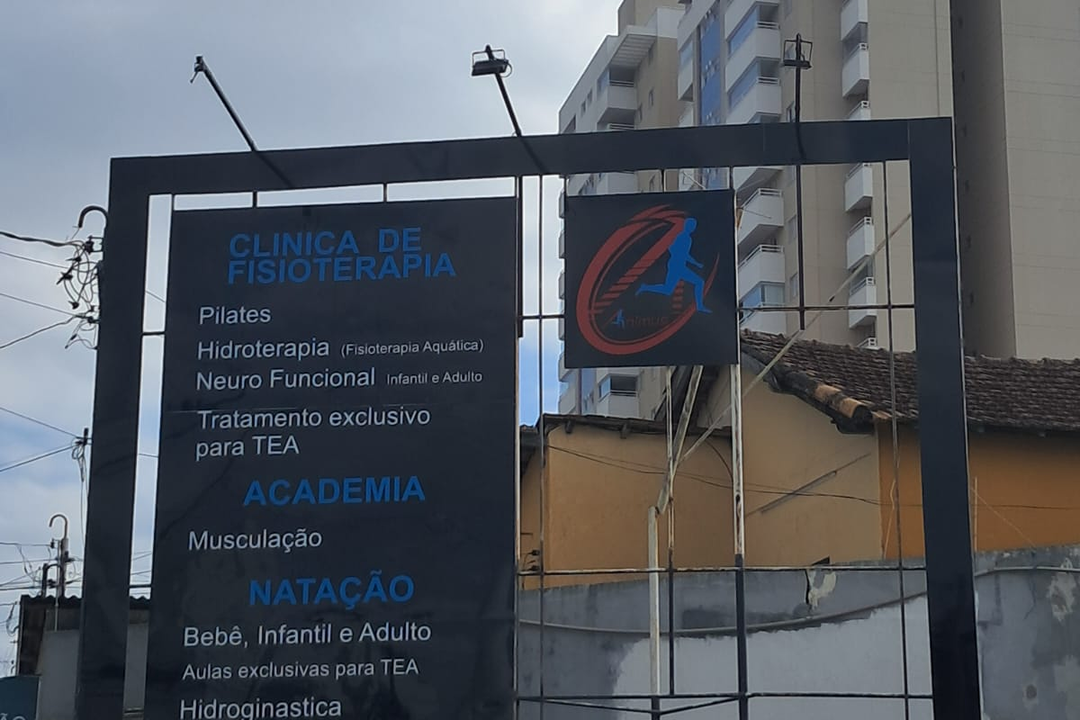 CLINICA DE
FISIOTERAPIA
Pilates
Hidroterapia (Fisioterapia Aquática)
Neuro Funcional Infantil e Adulto
Tratamento exclusivo
para TEA
ACADEMIA
Musculação
NATAÇÃO
Bebê, Infantil e Adulto
Aulas exclusivas para TEA
Hidroginastica
Animus